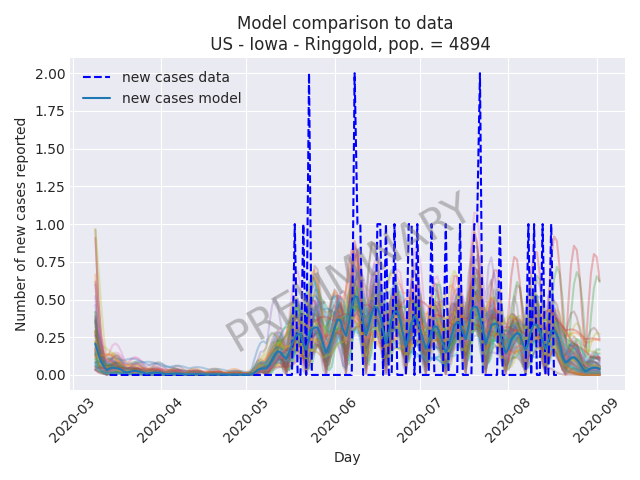 Model comparison to data
US - Iowa - Ringgold, pop. = 4894
2.00
1.75
1.50
1.25
1.00
0.75
0.50
0.25
0.00
Number of new cases reported
new cases data
new cases model
PRELIMINARY
2020-03
2020-04
2020-05
2020-06
2020-07
2020-08
2020-09
Day